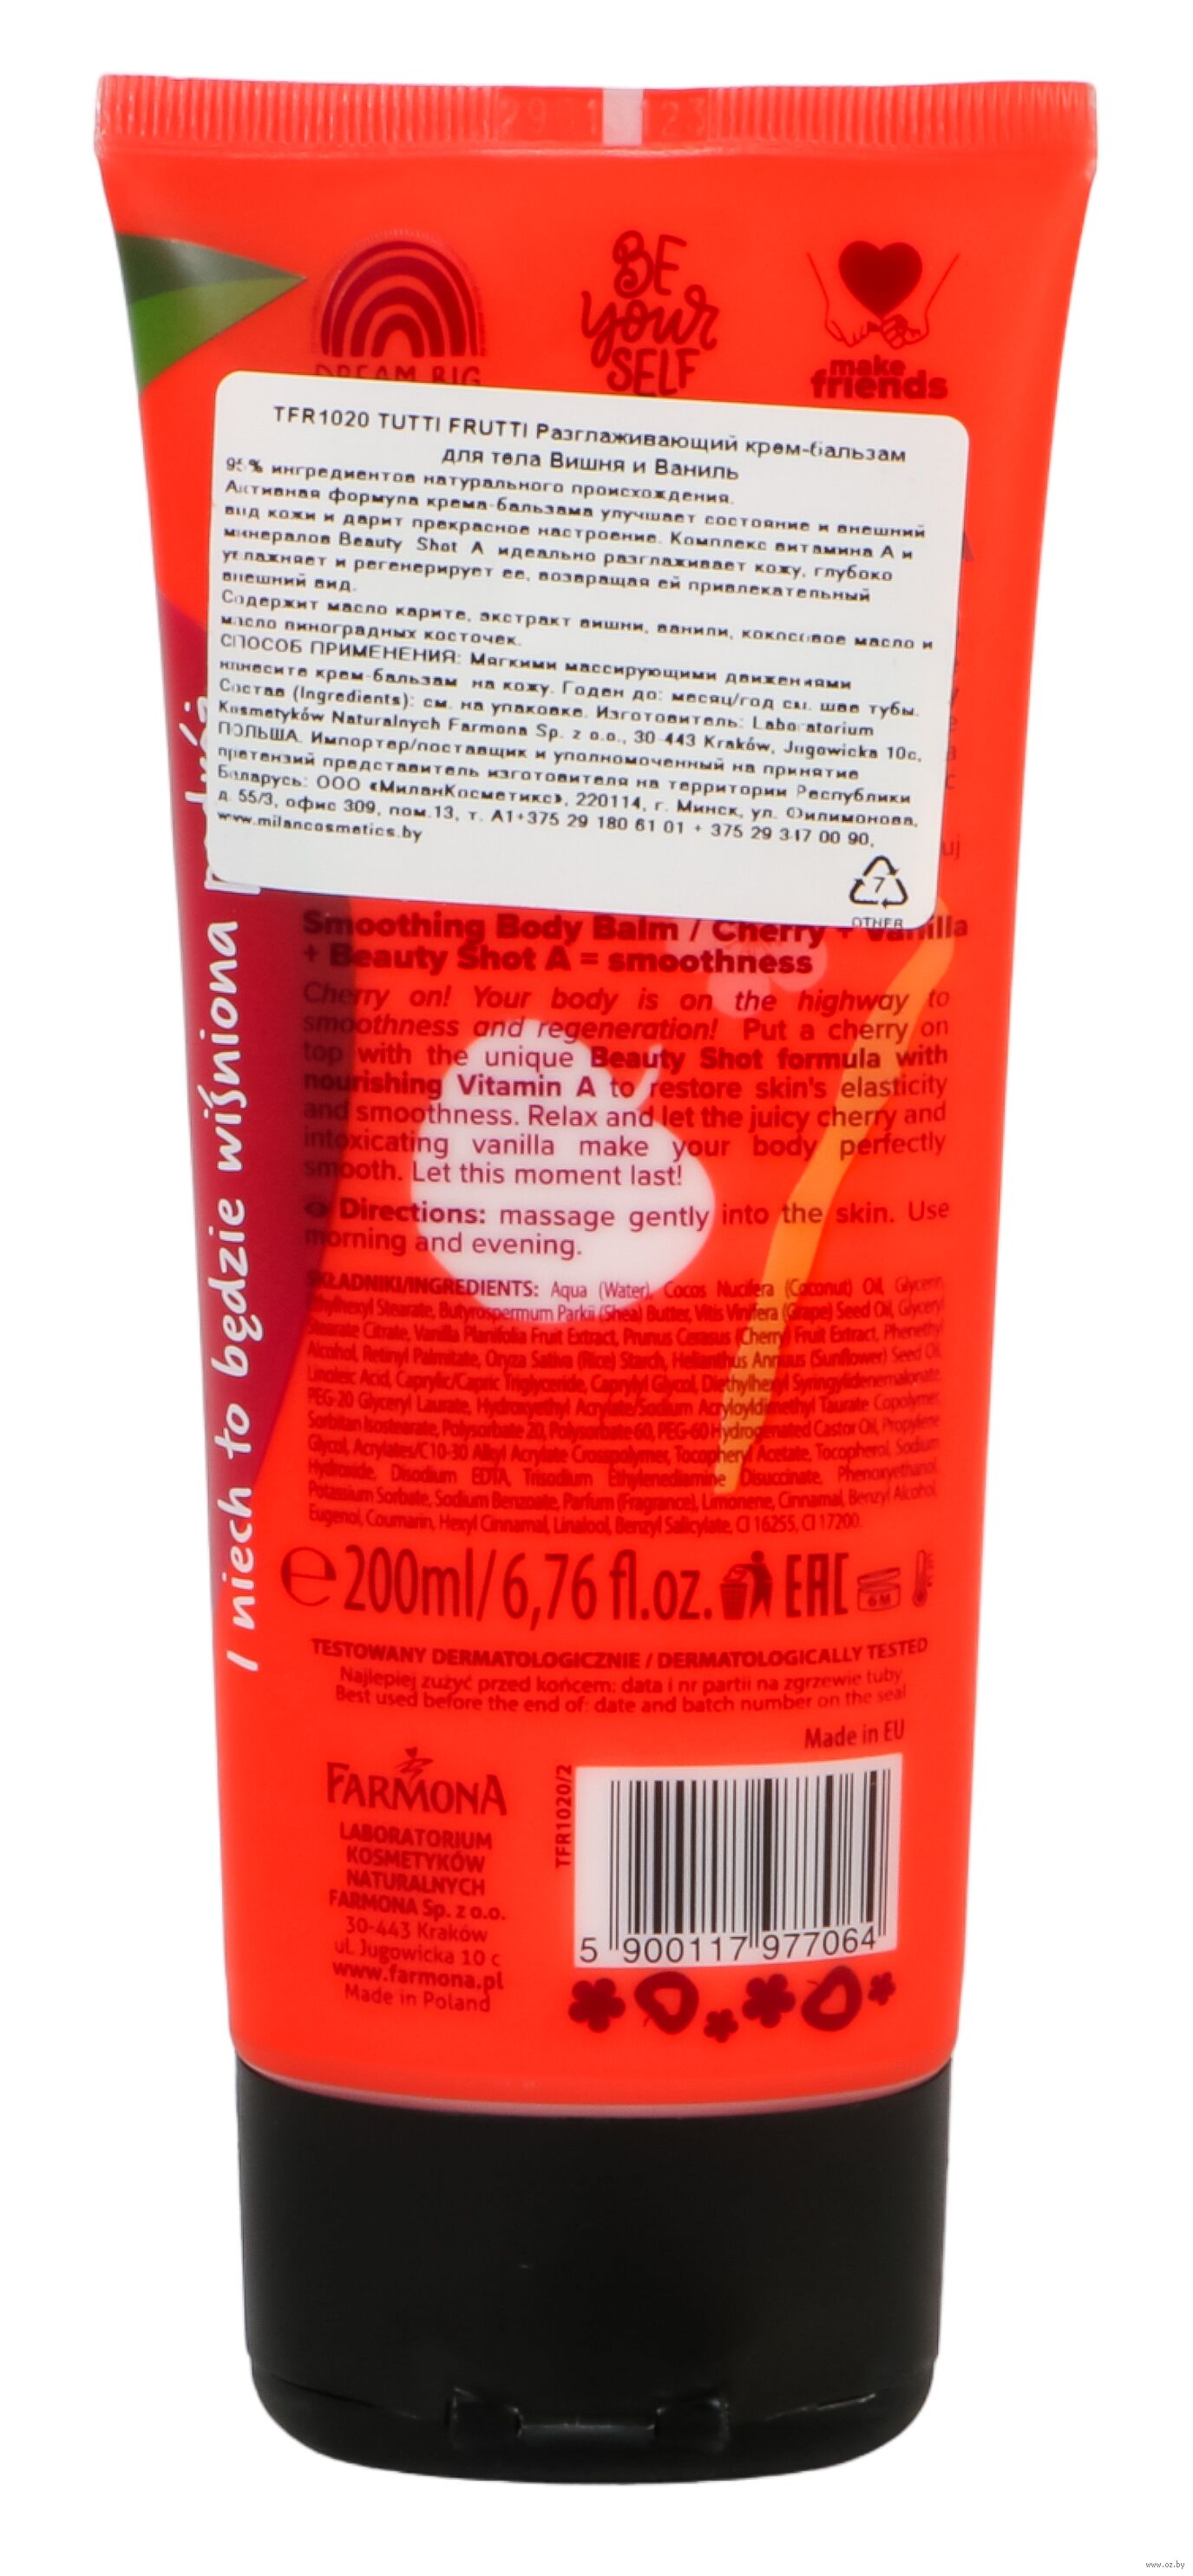 DREAM BIG
BE
your
SELF
make
friends
TFR1020 TUTTI FRUTTI Разглаживающий крем-бальзам
для тела Вишня и Ваниль
95% ингредиентов натурального происхождения.
Активная формула крема-бальзама улучшает состояние и внешний
вид кожи и дарит прекрасное настроение. Комплекс витамина А и
минералов Beauty Shot A идеально разглаживает кожу, глубоко
увлажняет и регенерирует ее, возвращая ей привлекательный
внешний вид.
Содержит масло карите, экстракт вишни, ванили, кокосовое масло и
масло виноградных косточек.
СПОСОБ ПРИМЕНЕНИЯ: Мягкими массирующими движениями
нанесите крем-бальзам на кожу. Годен до: месяц/год см. шве тубы.
Состав (Ingredients): см. на упаковке. Изготовитель: Laboratorium
Kosmetyków Naturalnych Farmona Sp. z o.o., 30-443 Kraków, Jugowicka 10c,
ПОЛЬША. Импортер/поставщик и уполномоченный на принятие
претензий представитель изготовителя на территории Республики
Беларусь: ООО «МиланКосметикс», 220114, г. Минск, ул. Филимонова,
д. 55/3, офис 309, пом.13, т. А1+375 29 180 61 01 + 375 29 347 00 90,
www.milancosmetics.by
7
OTHER
I niech to będzie wiśniona
Smoothing Body Balm / Cherry + Vanilla
+ Beauty Shot A = smoothness
Cherry on! Your body is on the highway to
smoothness and regeneration! Put a cherry on
top with the unique Beauty Shot formula with
nourishing Vitamin A to restore skin's elasticity
and smoothness. Relax and let the juicy cherry and
intoxicating vanilla make your body perfectly
smooth. Let this moment last!
Directions: massage gently into the skin. Use
morning and evening.
SKŁADNIKI/INGREDIENTS: Aqua (Water), Cocos Nucifera (Coconut) Oil, Glycerin,
Ethylhexyl Stearate, Butyrospermum Parkii (Shea) Butter, Vitis Vinifera (Grape) Seed Oil, Glyceryl
Stearate Citrate, Vanilla Planifolia Fruit Extract, Prunus Cerasus (Cherry) Fruit Extract, Phenethyl
Alcohol, Retinyl Palmitate, Oryza Sativa (Rice) Starch, Helianthus Annuus (Sunflower) Seed Oil,
Linoleic Acid, Caprylic/Capric Triglyceride, Caprylyl Glycol, Diethylhexyl Syringylidenemalonate,
PEG-20 Glyceryl Laurate, Hydroxyethyl Acrylate/Sodium Acryloyldimethyl Taurate Copolymer,
Sorbitan Isostearate, Polysorbate 20, Polysorbate 60, PEG-60 Hydrogenated Castor Oil, Propylene
Glycol, Acrylates/C10-30 Alkyl Acrylate Crosspolymer, Tocopheryl Acetate, Tocopherol, Sodium
Hydroxide, Disodium EDTA, Trisodium Ethylenediamine Disuccinate, Phenoxyethanol,
Potassium Sorbate, Sodium Benzoate, Parfum (Fragrance), Limonene, Cinnamal, Benzyl Alcohol,
Eugenol, Coumarin, Hexyl Cinnamal, Linalool, Benzyl Salicylate, CI 16255, CI 17200.
e 200ml/6,76 fl.oz. EAC 6M
TESTOWANY DERMATOLOGICZNIE / DERMATOLOGICALLY TESTED
Najlepiej zużyć przed końcem: data i nr partii na zgrzewie tuby
Best used before the end of: date and batch number on the seal
Made in EU
FARMONA
LABORATORIUM
KOSMETYKÓW
NATURALNYCH
FARMONA Sp. z o.o.
30-443 Kraków
ul. Jugowicka 10 c
www.farmona.pl
Made in Poland
TFR1020/2
5 900117 977064
www.oz.by